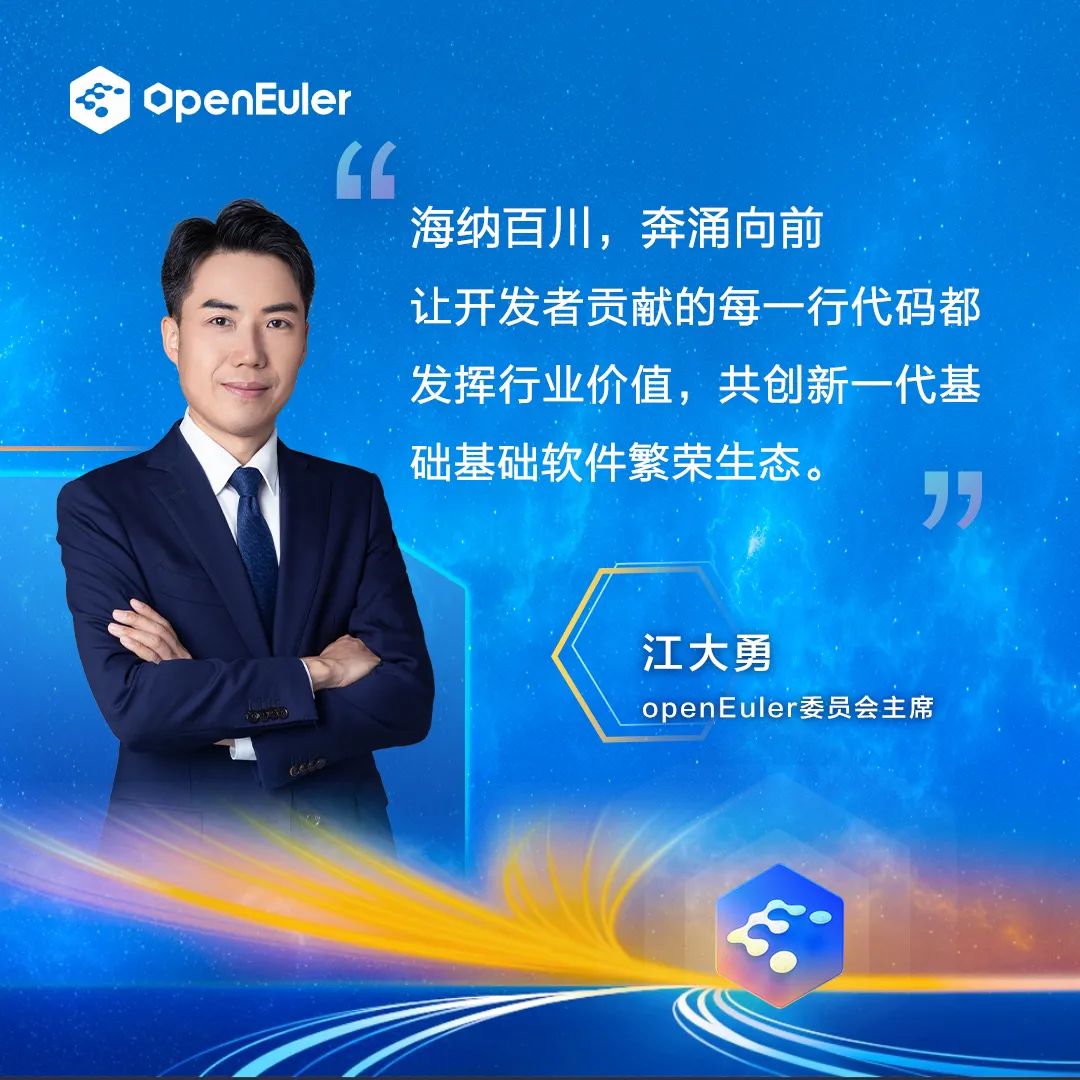 openEuler
海纳百川，奔涌向前
让开发者贡献的每一行代码都
发挥行业价值，共创新一代基
础基础软件繁荣生态。
江大勇
openEuler委员会主席